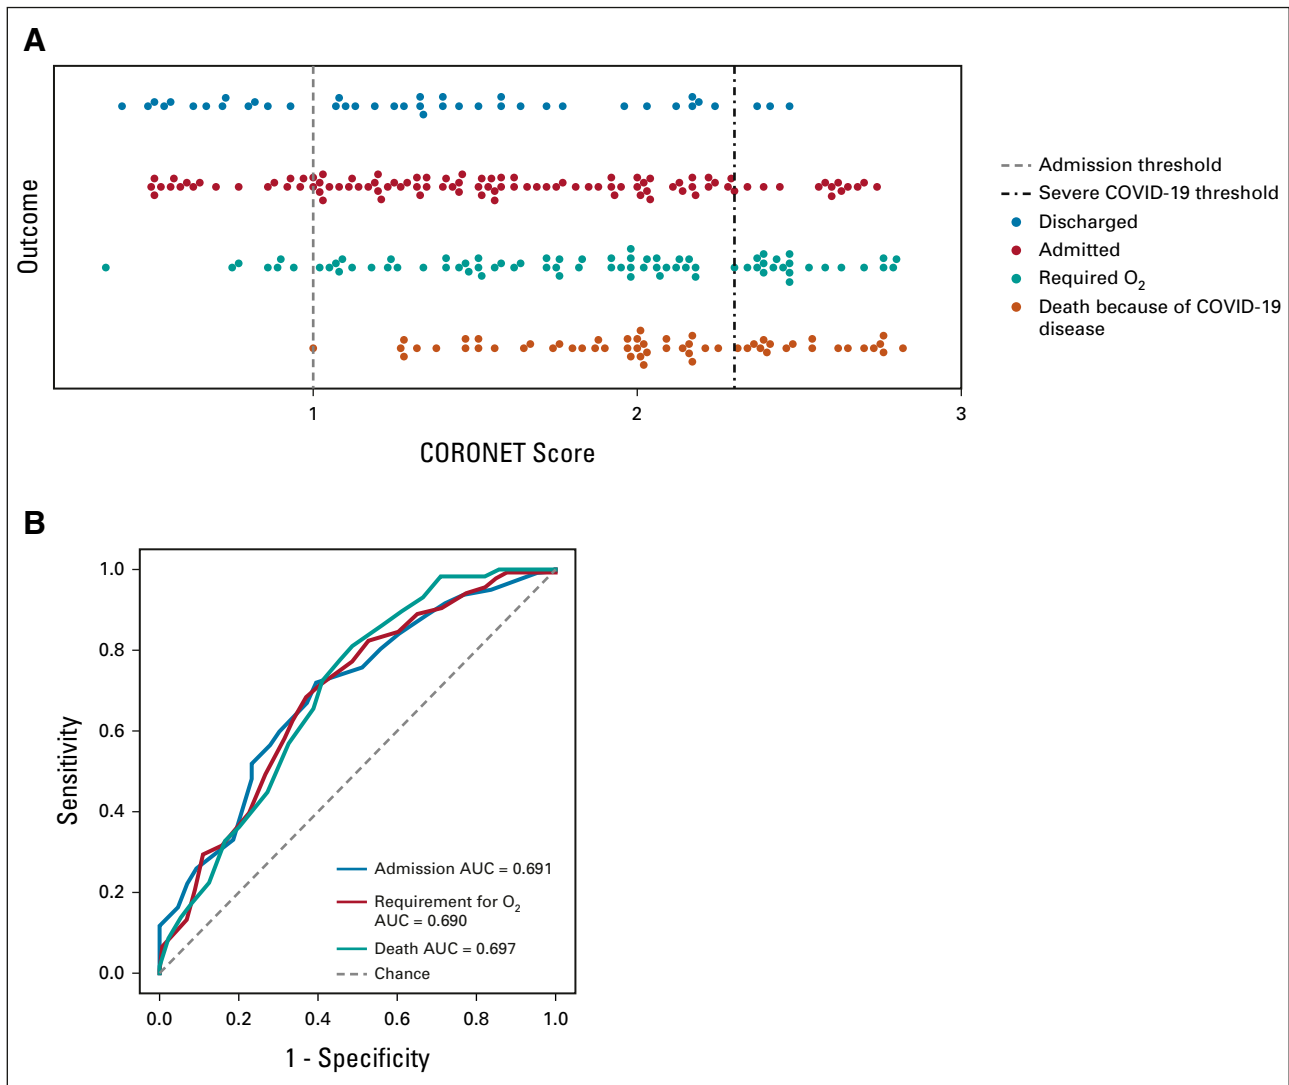 A
Outcome
1
2
3
CORONET Score
Admission threshold
Severe COVID-19 threshold
Discharged
Admitted
Required O₂
Death because of COVID-19
disease
B
Sensitivity
1.0
0.8
0.6
0.4
0.2
0.0
0.0
0.2
0.4
0.6
0.8
1.0
1 - Specificity
Admission AUC = 0.691
Requirement for O₂
AUC = 0.690
Death AUC = 0.697
Chance